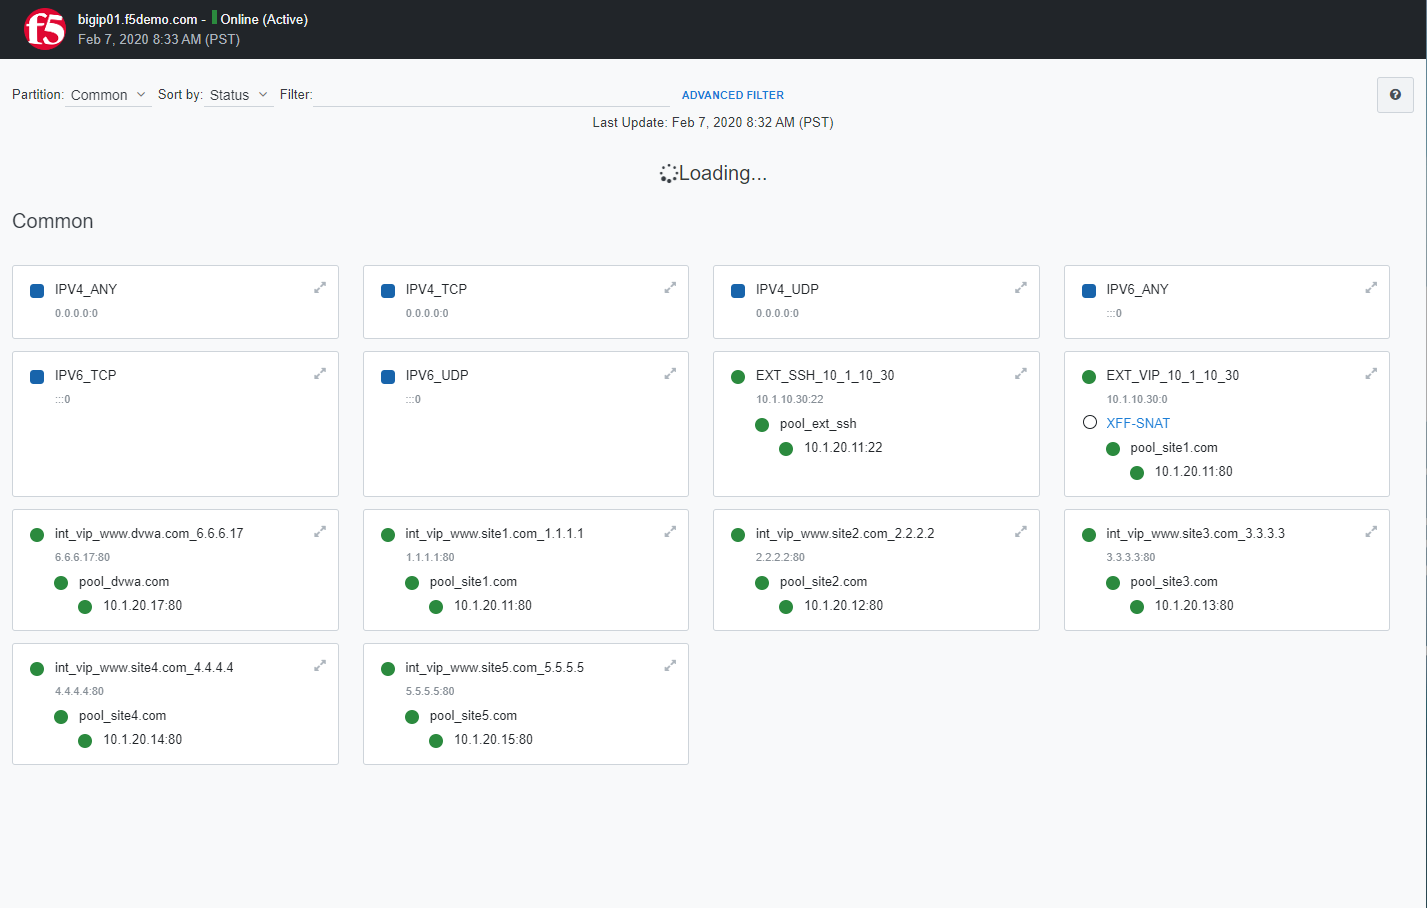 f5
bigip01.f5demo.com - Online (Active)
Feb 7, 2020 8:33 AM (PST)
Partition: Common Sort by: Status Filter: ADVANCED FILTER
?
Last Update: Feb 7, 2020 8:32 AM (PST)
Loading...
Common
IPV4_ANY
0.0.0.0:0
IPV4_TCP
0.0.0.0:0
IPV4_UDP
0.0.0.0:0
IPV6_ANY
:::0
IPV6_TCP
:::0
IPV6_UDP
:::0
EXT_SSH_10_1_10_30
10.1.10.30:22
pool_ext_ssh
10.1.20.11:22
EXT_VIP_10_1_10_30
10.1.10.30:0
XFF-SNAT
pool_site1.com
10.1.20.11:80
int_vip_www.dvwa.com_6.6.6.17
6.6.6.17:80
pool_dvwa.com
10.1.20.17:80
int_vip_www.site1.com_1.1.1.1
1.1.1.1:80
pool_site1.com
10.1.20.11:80
int_vip_www.site2.com_2.2.2.2
2.2.2.2:80
pool_site2.com
10.1.20.12:80
int_vip_www.site3.com_3.3.3.3
3.3.3.3:80
pool_site3.com
10.1.20.13:80
int_vip_www.site4.com_4.4.4.4
4.4.4.4:80
pool_site4.com
10.1.20.14:80
int_vip_www.site5.com_5.5.5.5
5.5.5.5:80
pool_site5.com
10.1.20.15:80